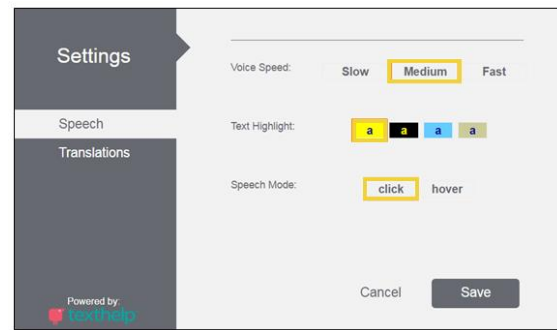 Settings
Voice Speed: Slow Medium Fast
Speech
Text Highlight: a a a a
Translations
Speech Mode: click hover
Cancel Save
Powered by:
texthelp